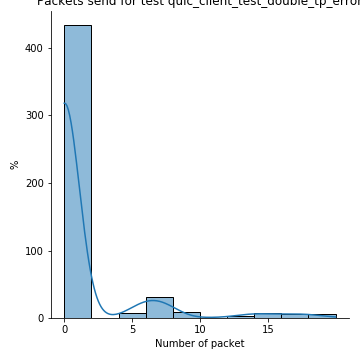 Packets send for test quic_client_test_double_tp_error
400
300
%
200
100
0
0 5 10 15
Number of packet